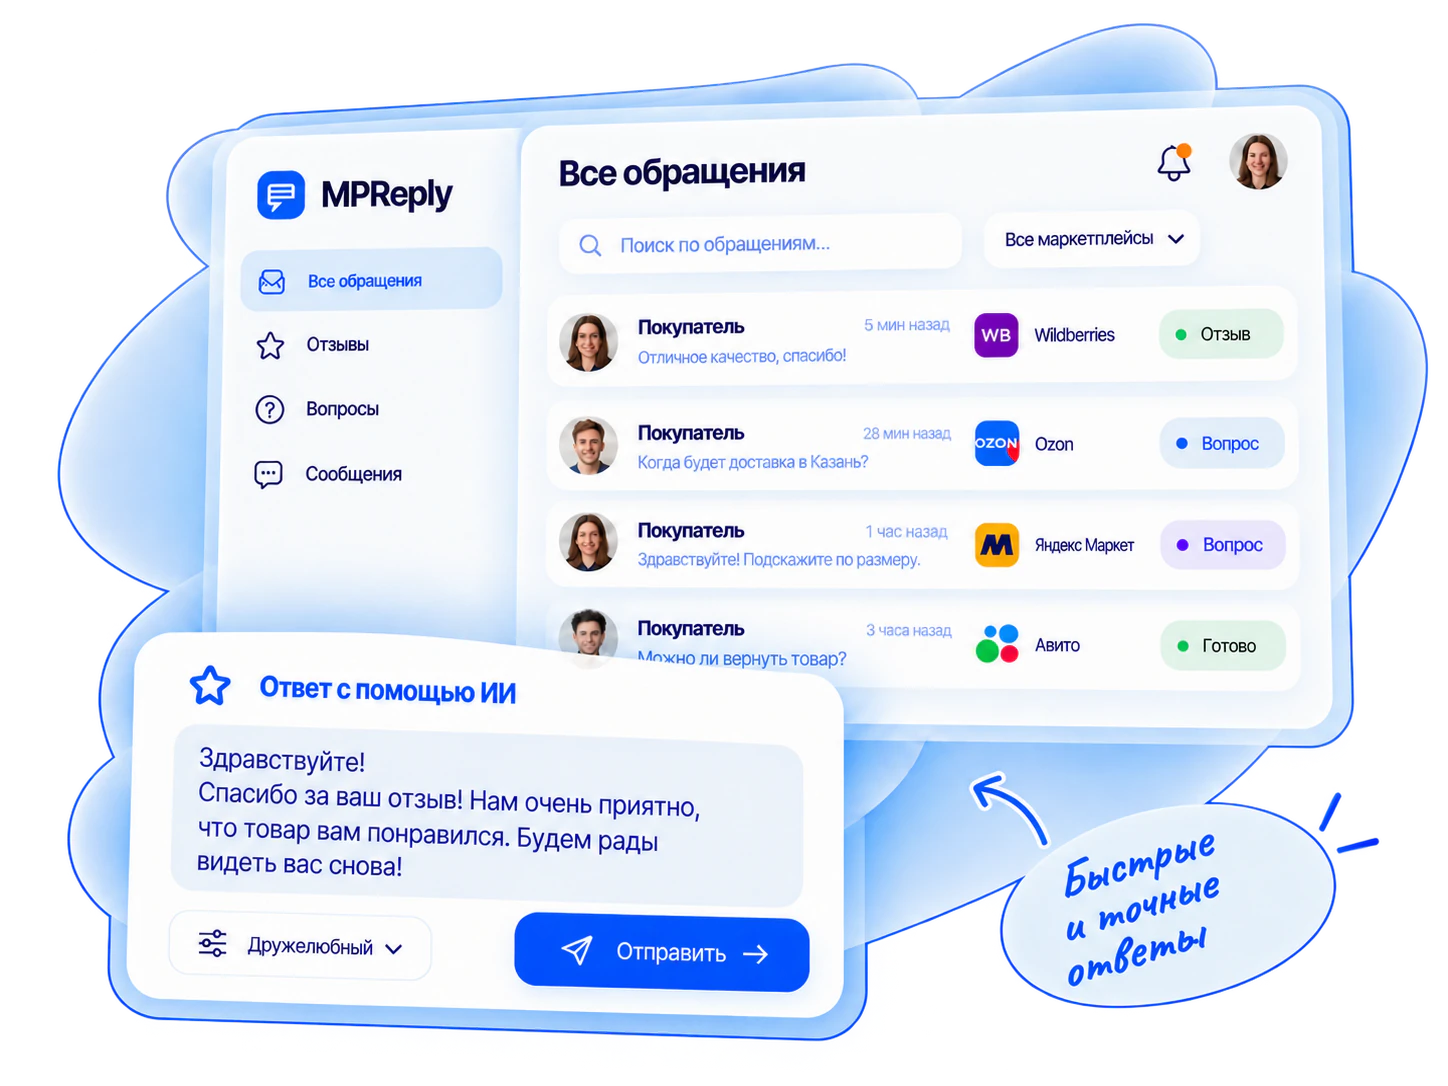 MPReply
Все обращения
Отзывы
Вопросы
Сообщения
Все обращения
Поиск по обращениям...
Все маркетплейсы
Покупатель
5 мин назад
Отличное качество, спасибо!
WB
Wildberries
Отзыв
Покупатель
28 мин назад
Когда будет доставка в Казань?
OZON
Ozon
Вопрос
Покупатель
1 час назад
Здравствуйте! Подскажите по размеру.
Яндекс Маркет
Вопрос
Покупатель
3 часа назад
Можно ли вернуть товар?
Авито
Готово
Ответ с помощью ИИ
Здравствуйте!
Спасибо за ваш отзыв! Нам очень приятно,
что товар вам понравился. Будем рады
видеть вас снова!
Дружелюбный
Отправить
Быстрые
и точные
ответы